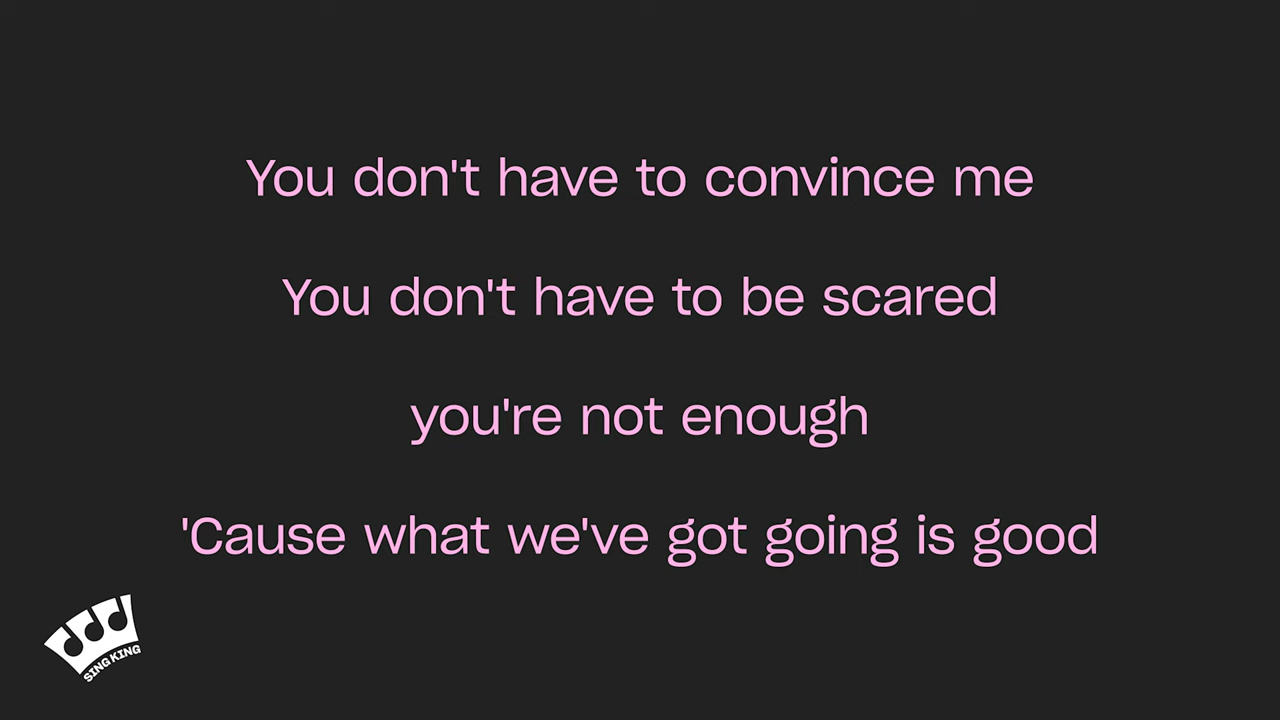 You don't have to convince me
You don't have to be scared
you're not enough
'Cause what we've got going is good
SING KING